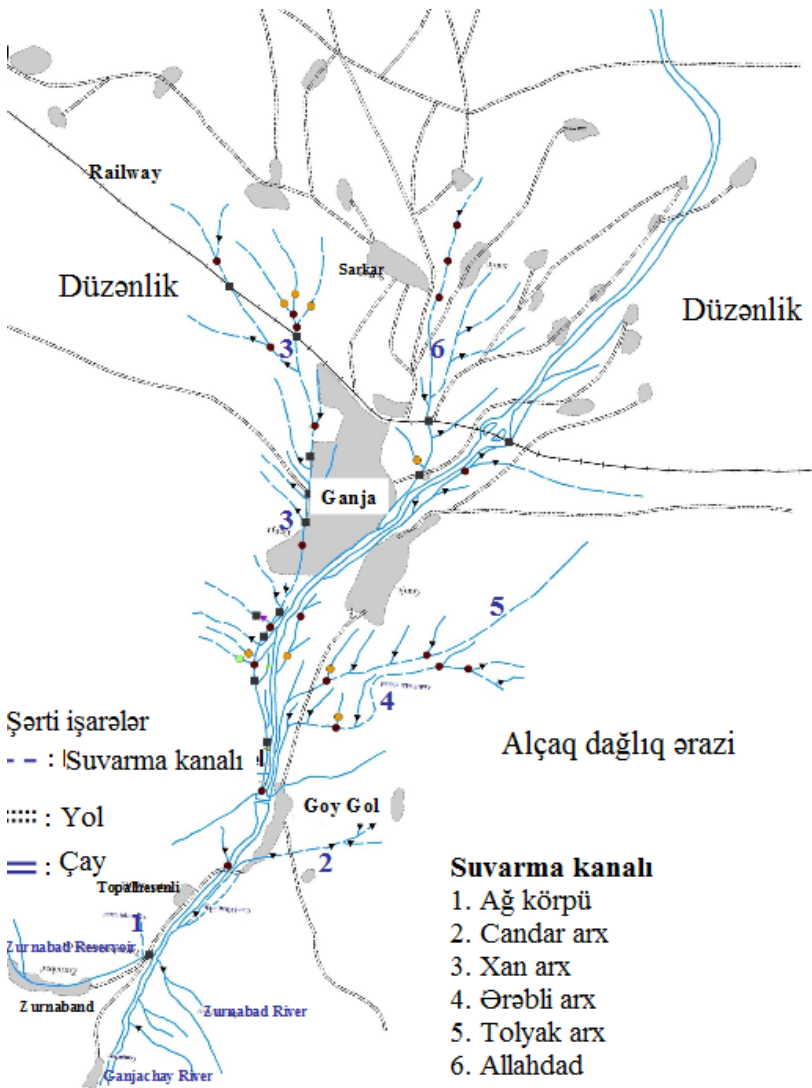 Railway
Sarkar
Düzənlik
Düzənlik
3
6
Ganja
3
5
4
Şərti işarələr
: Suvarma kanalı
: Yol
: Çay
Alçaq dağlıq ərazi
Goy Gol
2
1
Zurnabad Reservoir
Zurnaband
Zurnabad River
Ganjachay River
Suvarma kanalı
1. Ağ körpü
2. Candar arx
3. Xan arx
4. Ərəbli arx
5. Tolyak arx
6. Allahdad